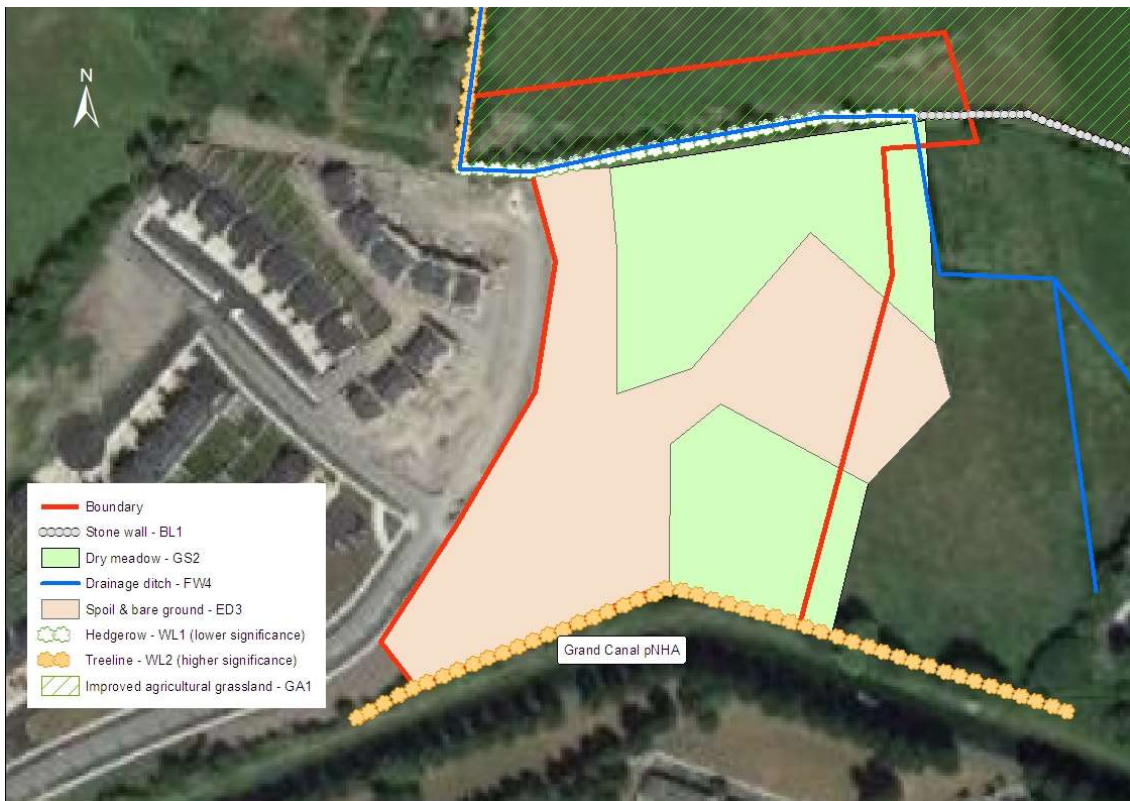 N
Grand Canal pNHA
Boundary
Stone wall - BL1
Dry meadow - GS2
Drainage ditch - FW4
Spoil & bare ground - ED3
Hedgerow - WL1 (lower significance)
Treeline - WL2 (higher significance)
Improved agricultural grassland - GA1